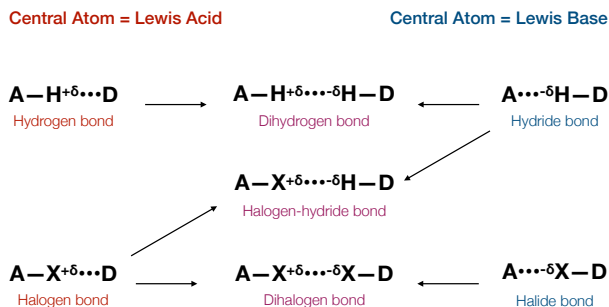 Central Atom = Lewis Acid Central Atom = Lewis Base
A—H+δ•••D A—H+δ••••-δH—D A•••-δH—D
Hydrogen bond Dihydrogen bond Hydride bond
A—X+δ••••-δH—D
Halogen-hydride bond
A—X+δ•••D A—X+δ••••-δX—D A•••-δX—D
Halogen bond Dihalogen bond Halide bond